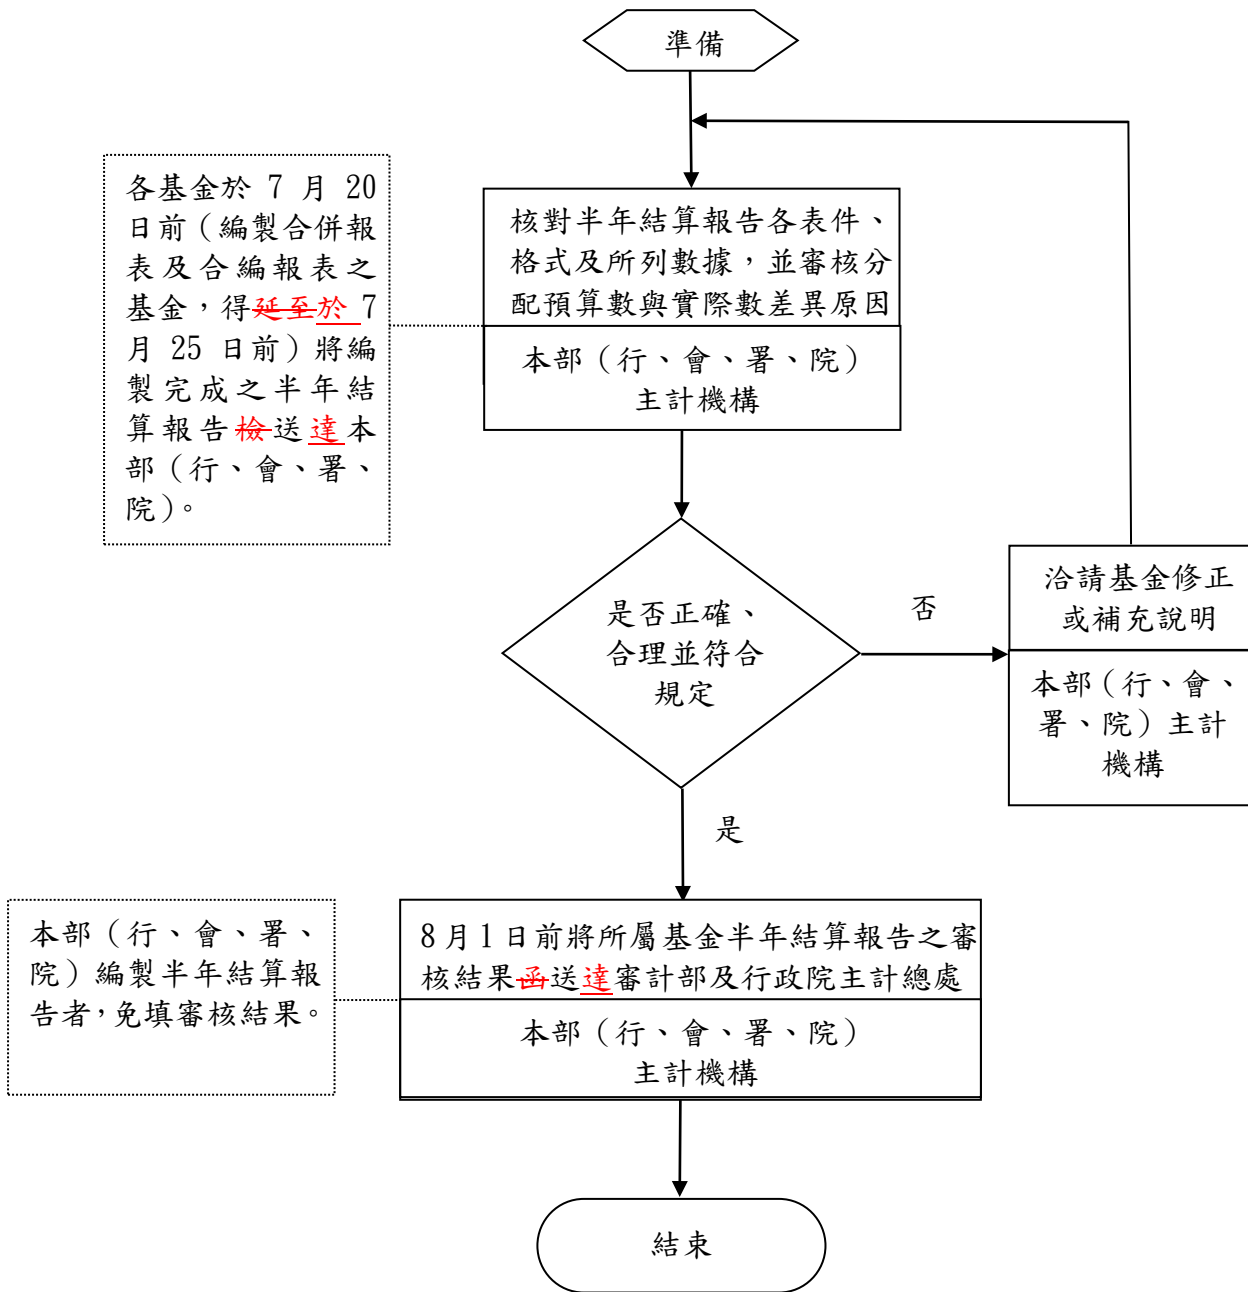 準備
各基金於 7 月 20
日前（編製合併報
表及合編報表之
基金，得延至於 7
月 25 日前）將編
製完成之半年結
算報告檢送達本
部（行、會、署、
院）。
核對半年結算報告各表件、
格式及所列數據，並審核分
配預算數與實際數差異原因
本部（行、會、署、院）
主計機構
是否正確、
合理並符合
規定
否
洽請基金修正
或補充說明
本部（行、會、
署、院）主計
機構
是
本部（行、會、署、
院）編製半年結算報
告者，免填審核結果。
8 月 1 日前將所屬基金半年結算報告之審
核結果函送達審計部及行政院主計總處
本部（行、會、署、院）
主計機構
結束